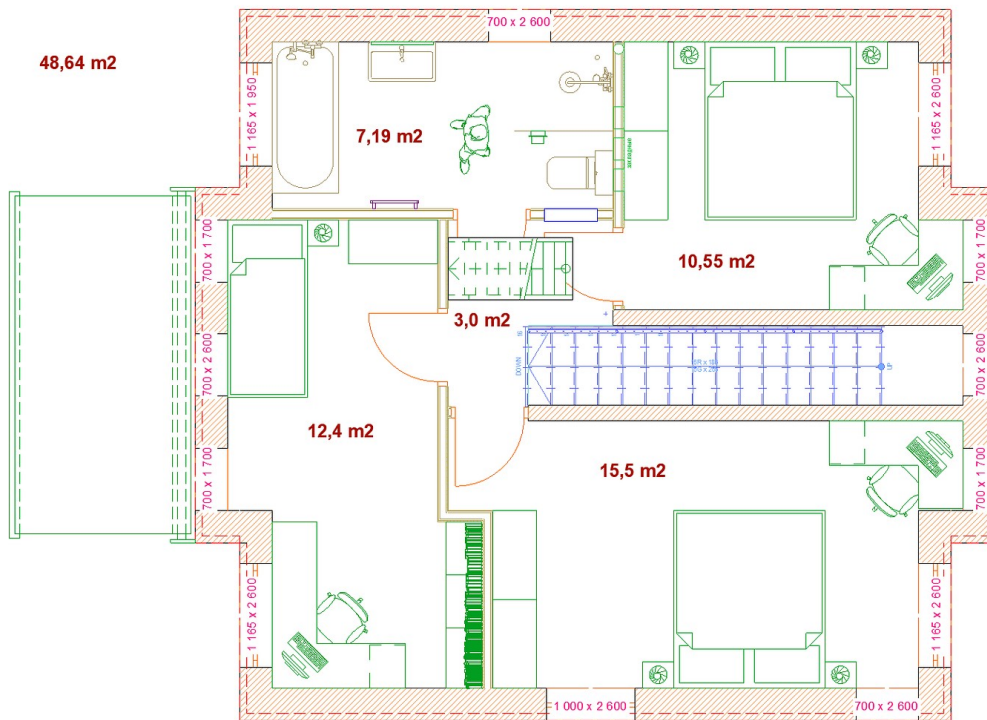 700 x 2 600
48,64 m2
1 165 x 1 950
7,19 m2
1 165 x 2 600
700 x 1 700
10,55 m2
700 x 1 700
3,0 m2
DOWN
UP
700 x 2 600
700 x 2 600
12,4 m2
15,5 m2
700 x 1 700
700 x 1 700
1 165 x 2 600
1 165 x 2 600
1 000 x 2 600
700 x 2 600